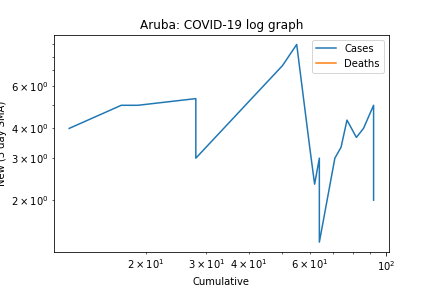 Aruba: COVID-19 log graph
Cases
Deaths
6 × 10⁰
4 × 10⁰
3 × 10⁰
2 × 10⁰
New (3 day SMA)
2 × 10¹
3 × 10¹
4 × 10¹
6 × 10¹
10²
Cumulative